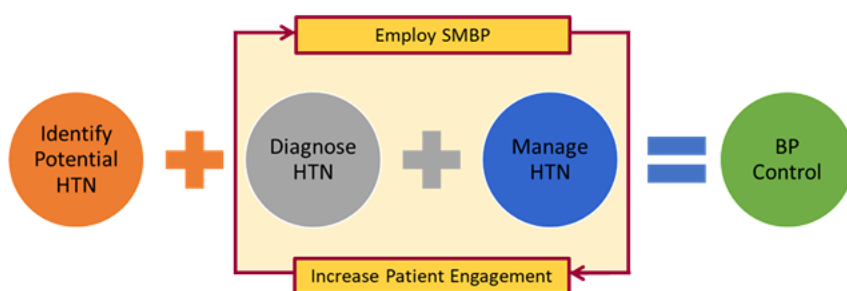 Employ SMBP
Identify
Potential
HTN
Diagnose
HTN
Manage
HTN
BP
Control
Increase Patient Engagement